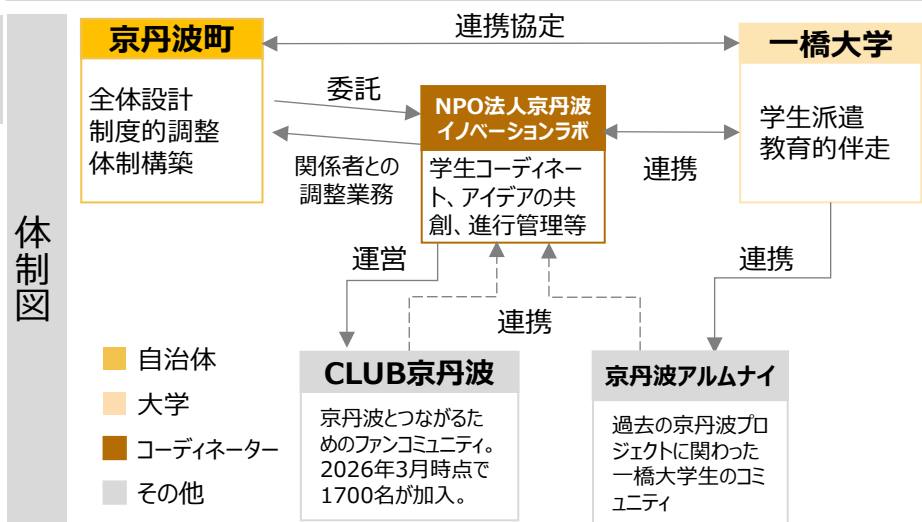 体制図
京丹波町
全体設計
制度的調整
体制構築
連携協定
一橋大学
学生派遣
教育的伴走
委託
関係者との
調整業務
NPO法人京丹波
イノベーションラボ
学生コーディネー
ト、アイデアの共
創、進行管理等
連携
運営
連携
連携
CLUB京丹波
京丹波とつながるた
めのファンコミュニティ。
2026年3月時点で
1700名が加入。
京丹波アルムナイ
過去の京丹波プロ
ジェクトに関わった
一橋大学生のコミ
ュニティ
自治体
大学
コーディネーター
その他